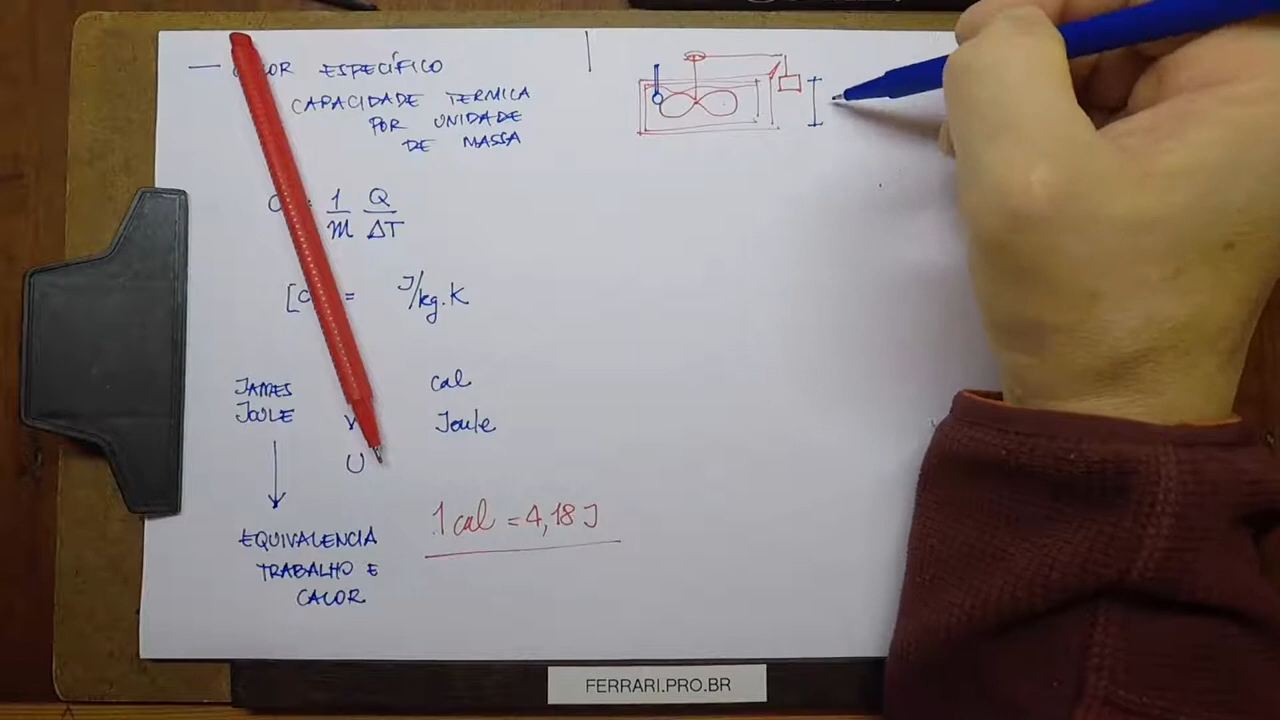 ESPECÍFICO
CAPACIDADE TERMICA
POR UNIDADE
DE MASSA
1 Q
m ΔT
= J/kg.K
JAMES
JOULE
cal
Joule
U
EQUIVALENCIA
TRABALHO E
CALOR
1 cal = 4,18 J
FERRARI.PRO.BR